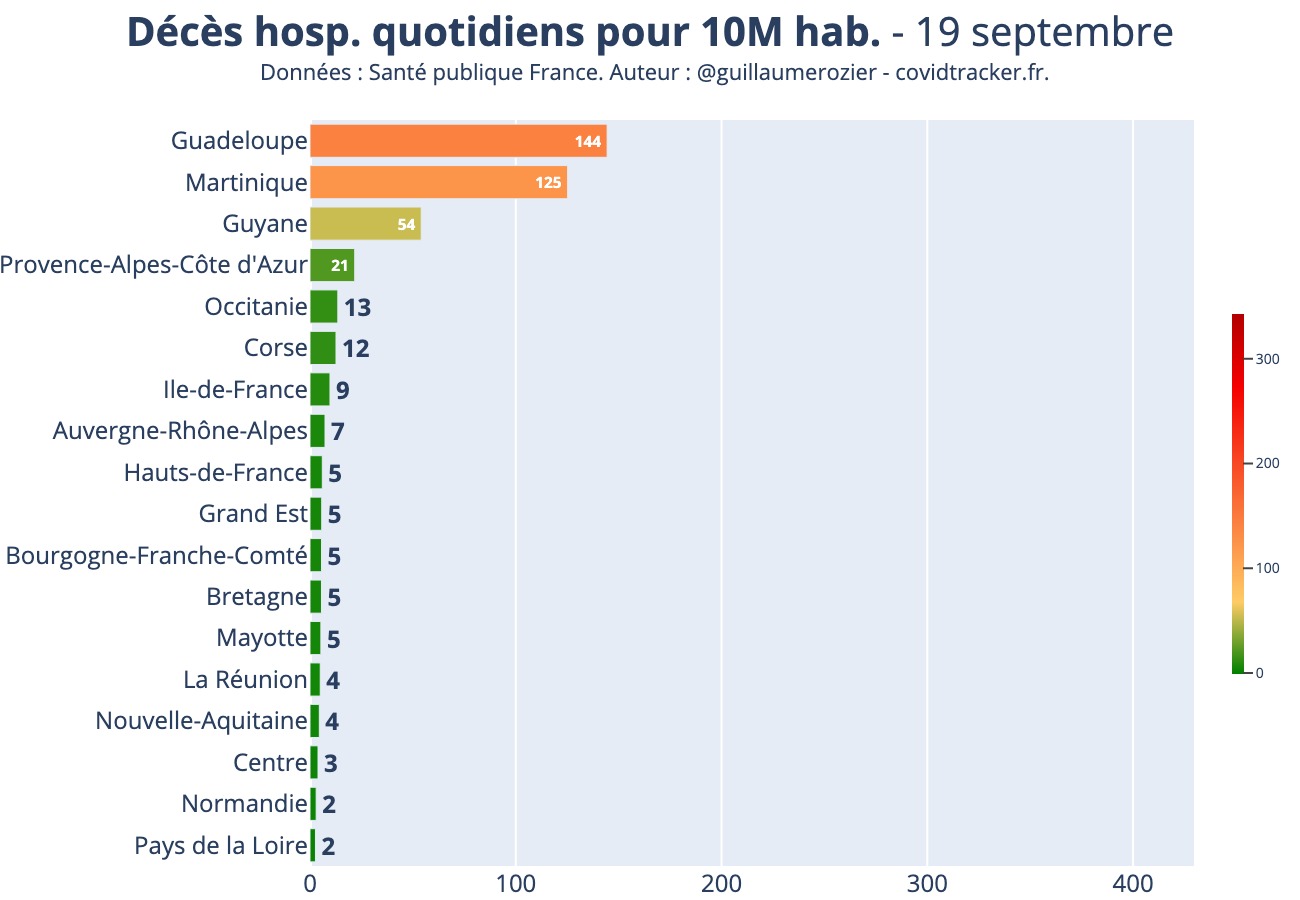 Décès hosp. quotidiens pour 10M hab. - 19 septembre
Données : Santé publique France. Auteur : @guillaumerozier - covidtracker.fr.
Guadeloupe 144
Martinique 125
Guyane 54
Provence-Alpes-Côte d'Azur 21
Occitanie 13
Corse 12
Ile-de-France 9
Auvergne-Rhône-Alpes 7
Hauts-de-France 5
Grand Est 5
Bourgogne-Franche-Comté 5
Bretagne 5
Mayotte 5
La Réunion 4
Nouvelle-Aquitaine 4
Centre 3
Normandie 2
Pays de la Loire 2
0 100 200 300 400
300
200
100
0